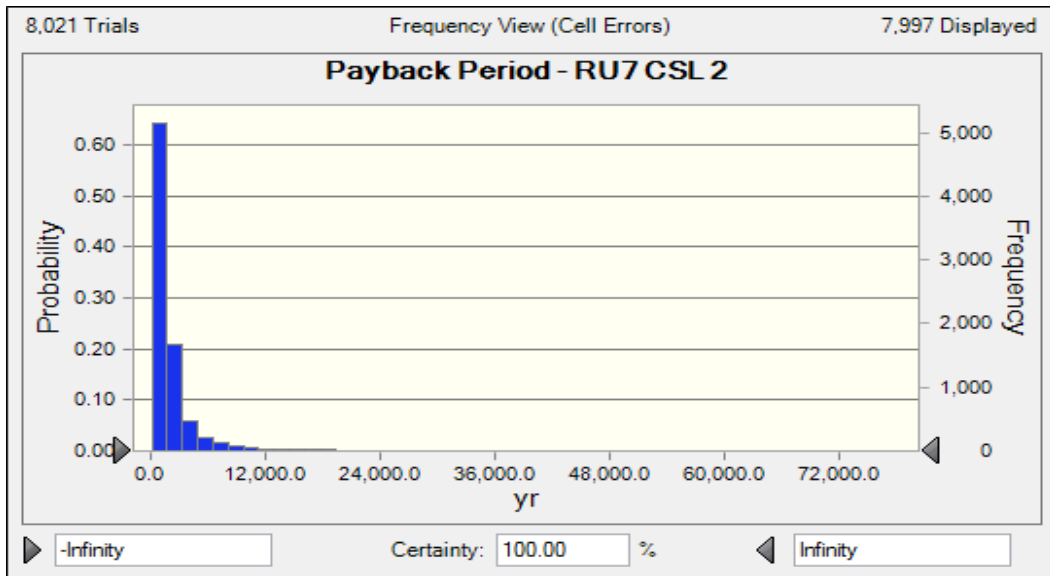 8,021 Trials Frequency View (Cell Errors) 7,997 Displayed
Payback Period - RU7 CSL 2
Probability
0.60
0.50
0.40
0.30
0.20
0.10
0.00
5,000
4,000
3,000
2,000
1,000
0
Frequency
0.0 12,000.0 24,000.0 36,000.0 48,000.0 60,000.0 72,000.0
yr
-Infinity Certainty: 100.00 % Infinity